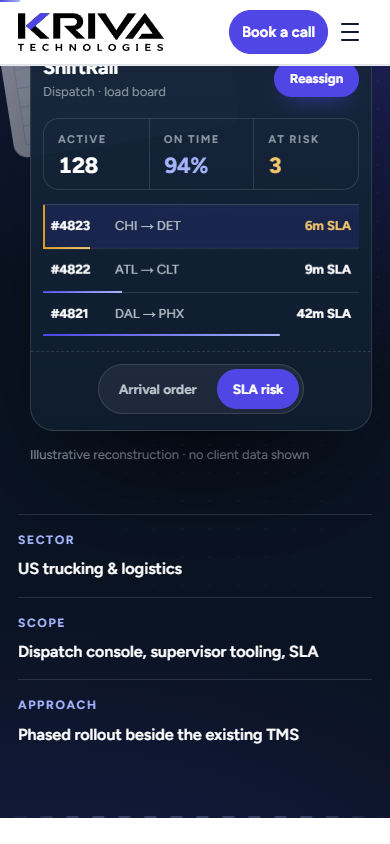 KRIVA
TECHNOLOGIES
Book a call
ShiftRail
Dispatch · load board
Reassign
ACTIVE
128
ON TIME
94%
AT RISK
3
#4823 CHI → DET 6m SLA
#4822 ATL → CLT 9m SLA
#4821 DAL → PHX 42m SLA
Arrival order SLA risk
Illustrative reconstruction · no client data shown
SECTOR
US trucking & logistics
SCOPE
Dispatch console, supervisor tooling, SLA
APPROACH
Phased rollout beside the existing TMS